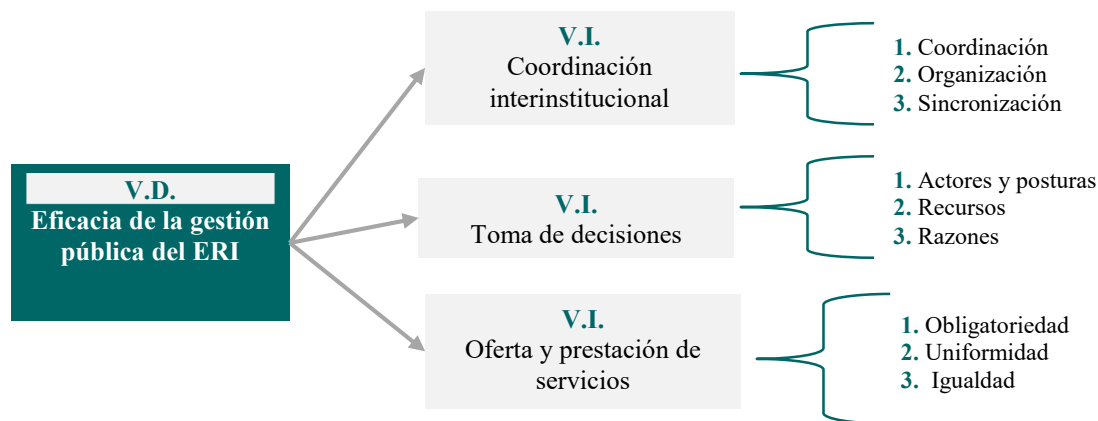 V.D.
Eficacia de la gestión
pública del ERI
V.I.
Coordinación
interinstitucional
1. Coordinación
2. Organización
3. Sincronización
V.I.
Toma de decisiones
1. Actores y posturas
2. Recursos
3. Razones
V.I.
Oferta y prestación de
servicios
1. Obligatoriedad
2. Uniformidad
3. Igualdad